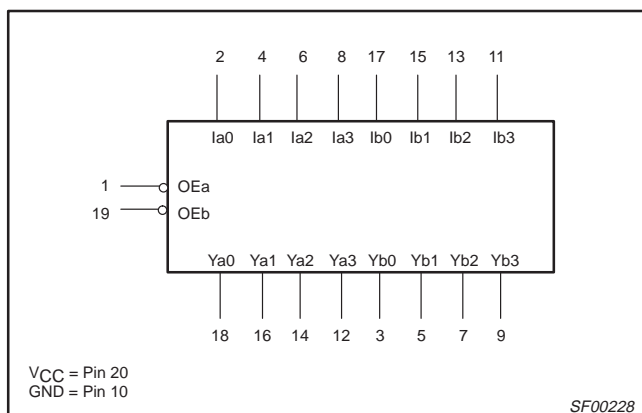 2 4 6 8 17 15 13 11
Ia0 Ia1 Ia2 Ia3 Ib0 Ib1 Ib2 Ib3
1 OEa
19 OEb
Ya0 Ya1 Ya2 Ya3 Yb0 Yb1 Yb2 Yb3
18 16 14 12 3 5 7 9
VCC = Pin 20
GND = Pin 10
SF00228